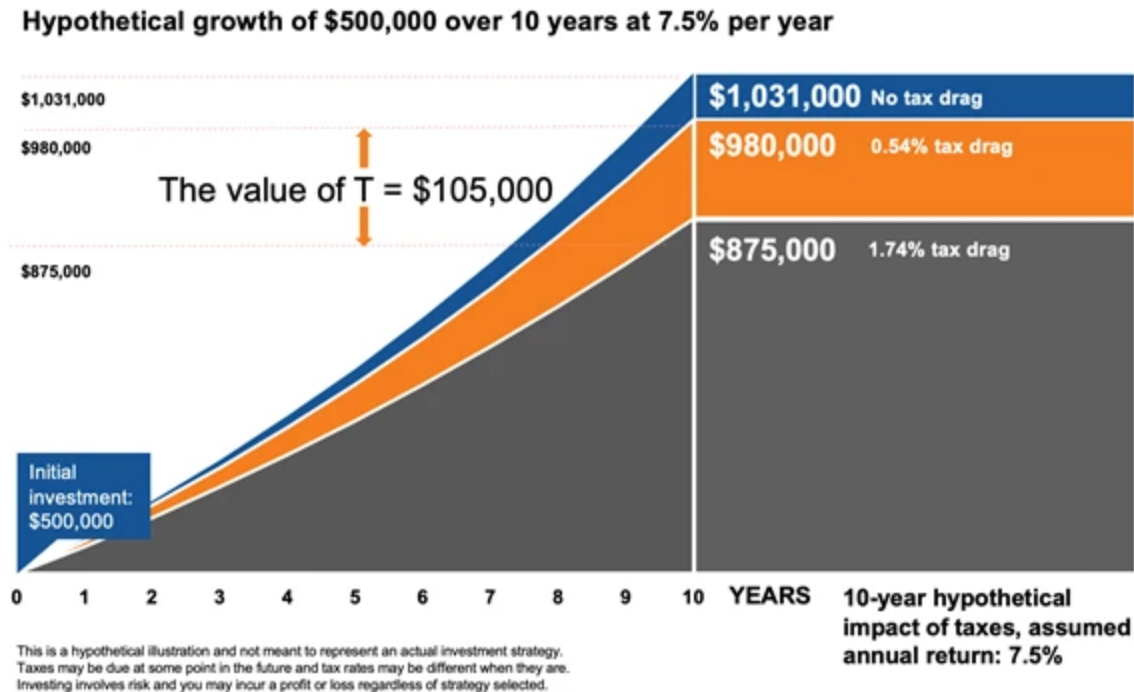 Hypothetical growth of $500,000 over 10 years at 7.5% per year
$1,031,000
$980,000
The value of T = $105,000
$875,000
$1,031,000 No tax drag
$980,000 0.54% tax drag
$875,000 1.74% tax drag
Initial
investment:
$500,000
0 1 2 3 4 5 6 7 8 9 10 YEARS
10-year hypothetical
impact of taxes, assumed
annual return: 7.5%
This is a hypothetical illustration and not meant to represent an actual investment strategy.
Taxes may be due at some point in the future and tax rates may be different when they are.
Investing involves risk and you may incur a profit or loss regardless of strategy selected.